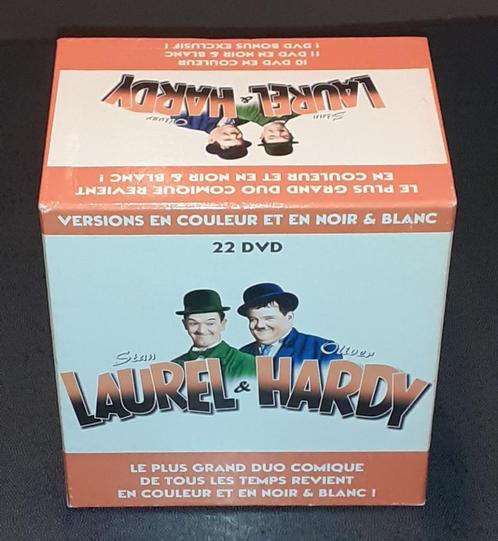 1 DVD BONUS EXCLUSIF !
11 DVD EN NOIR & BLANC
10 DVD EN COULEUR
LAUREL & HARDY
Stan
Oliver
EN COULEUR ET EN NOIR & BLANC !
LE PLUS GRAND DUO COMIQUE REVIENT
VERSIONS EN COULEUR ET EN NOIR & BLANC
22 DVD
Stan
Oliver
LAUREL & HARDY
LE PLUS GRAND DUO COMIQUE
DE TOUS LES TEMPS REVIENT
EN COULEUR ET EN NOIR & BLANC !